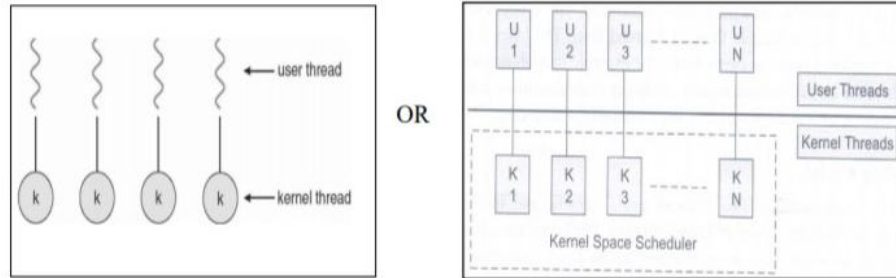 user thread
k k k k
kernel thread
OR
U U U U
1 2 3 N
User Threads
Kernel Threads
K K K K
1 2 3 N
Kernel Space Scheduler